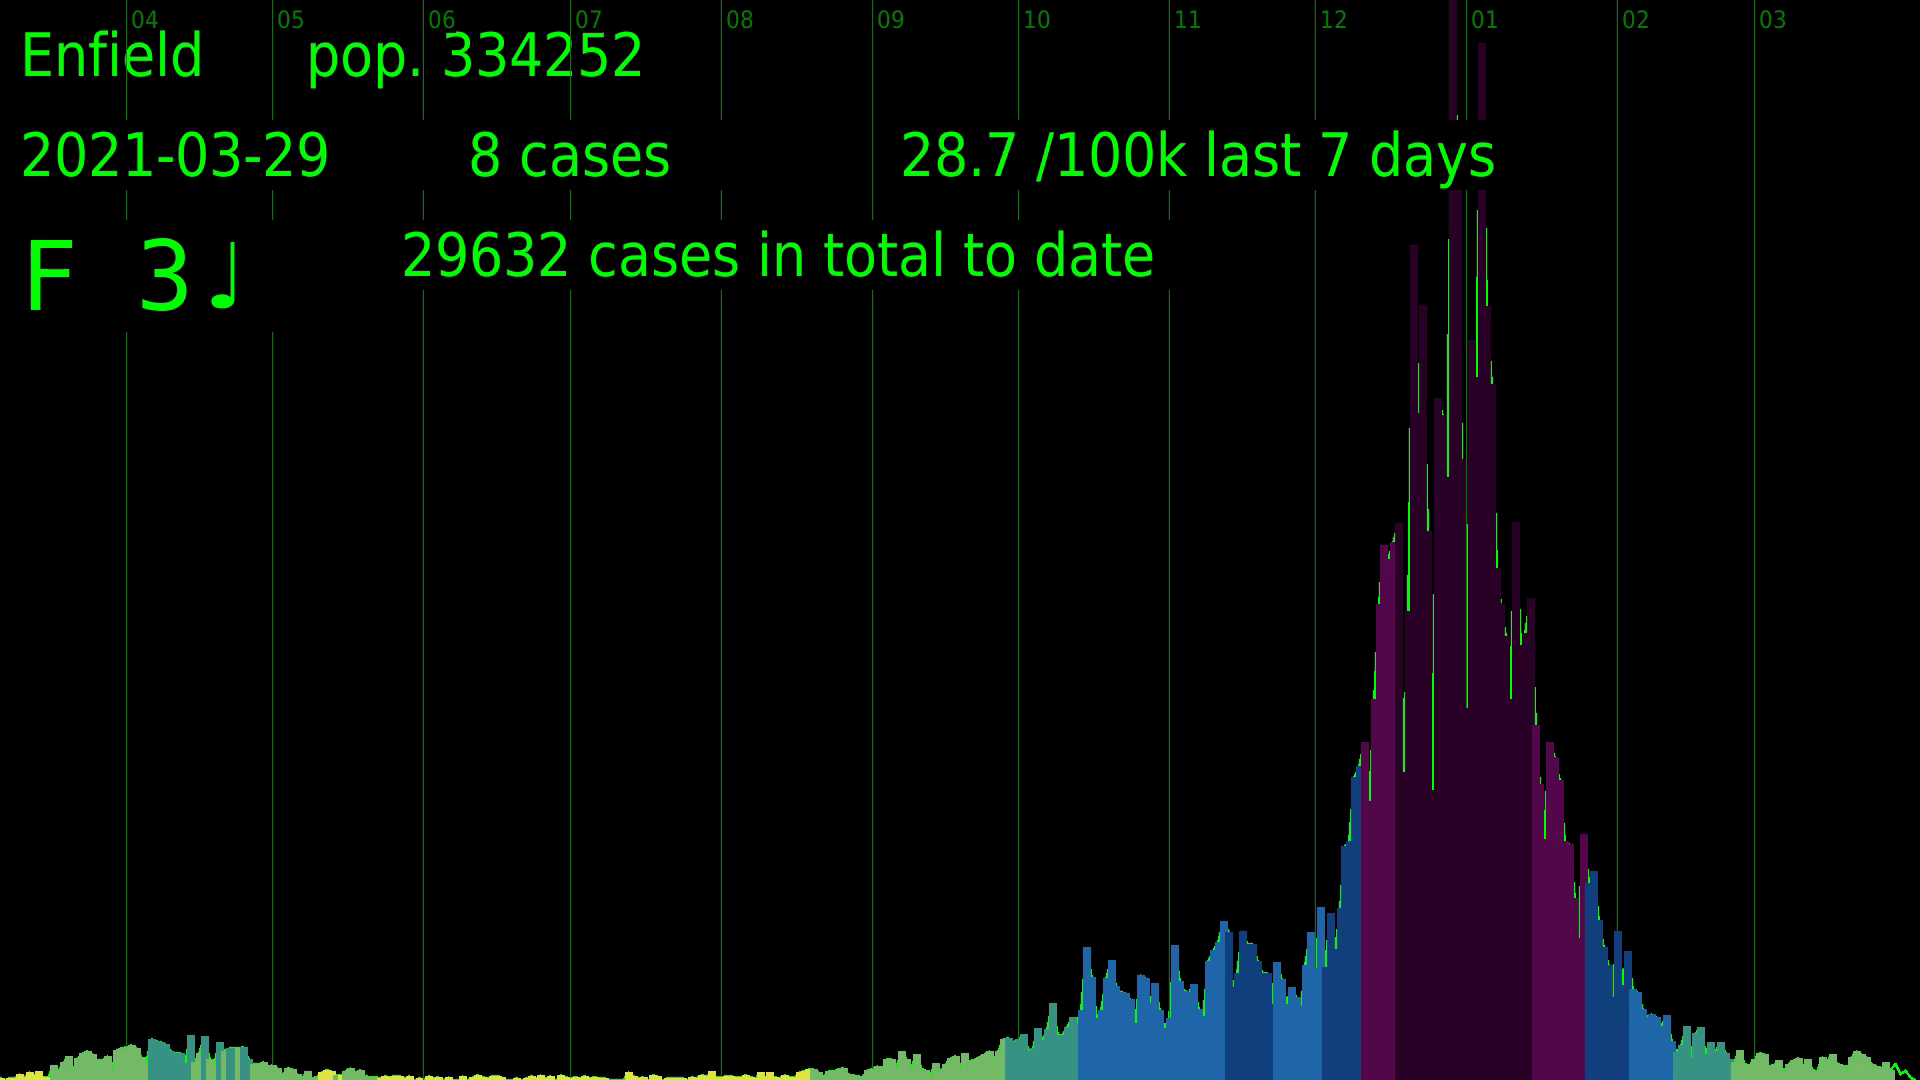 04 05 06 07 08 09 10 11 12 01 02 03
Enfield pop. 334252
2021-03-29 8 cases 28.7 /100k last 7 days
F 3♩ 29632 cases in total to date